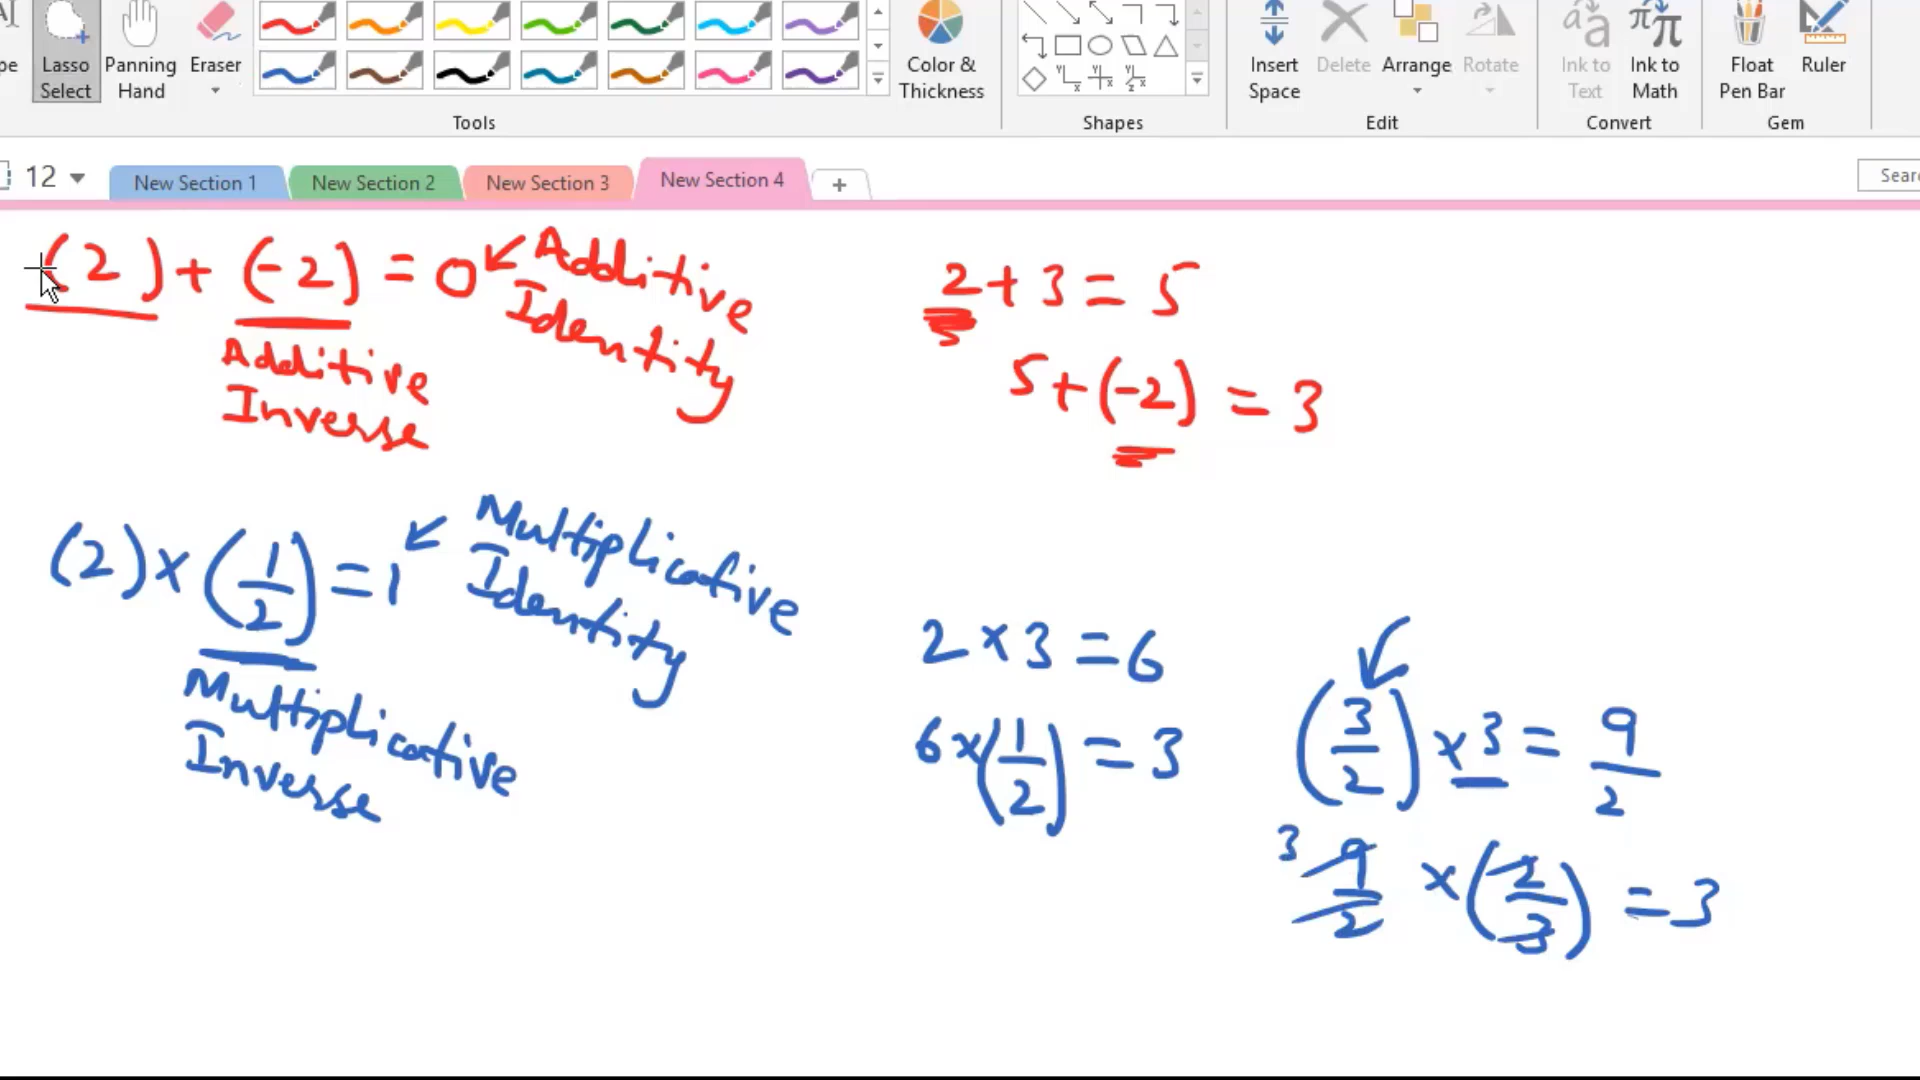 Lasso Select
Panning Hand
Eraser
Color & Thickness
Insert Space
Delete
Arrange
Rotate
Ink to Text
Ink to Math
Float Pen Bar
Ruler
Tools
Shapes
Edit
Convert
Gem
12
New Section 1
New Section 2
New Section 3
New Section 4
+
(2) + (-2) = 0
Additive
Identity
Additive
Inverse
2 + 3 = 5
5 + (-2) = 3
(2) × (1/2) = 1
Multiplicative
Identity
Multiplicative
Inverse
2 × 3 = 6
6 × (1/2) = 3
(3/2) × 3 = 9/2
3 9/2 × (2/3) = 3